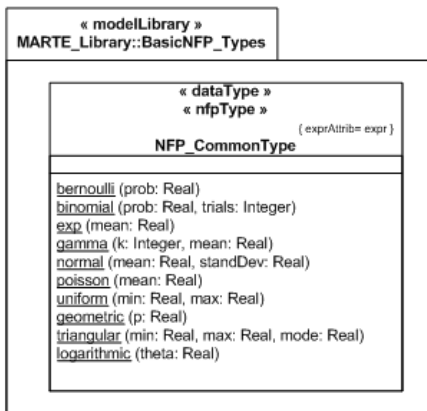 « modelLibrary »
MARTE_Library::BasicNFP_Types
« dataType »
« nfpType »
{ exprAttrib= expr }
NFP_CommonType
bernoulli (prob: Real)
binomial (prob: Real, trials: Integer)
exp (mean: Real)
gamma (k: Integer, mean: Real)
normal (mean: Real, standDev: Real)
poisson (mean: Real)
uniform (min: Real, max: Real)
geometric (p: Real)
triangular (min: Real, max: Real, mode: Real)
logarithmic (theta: Real)